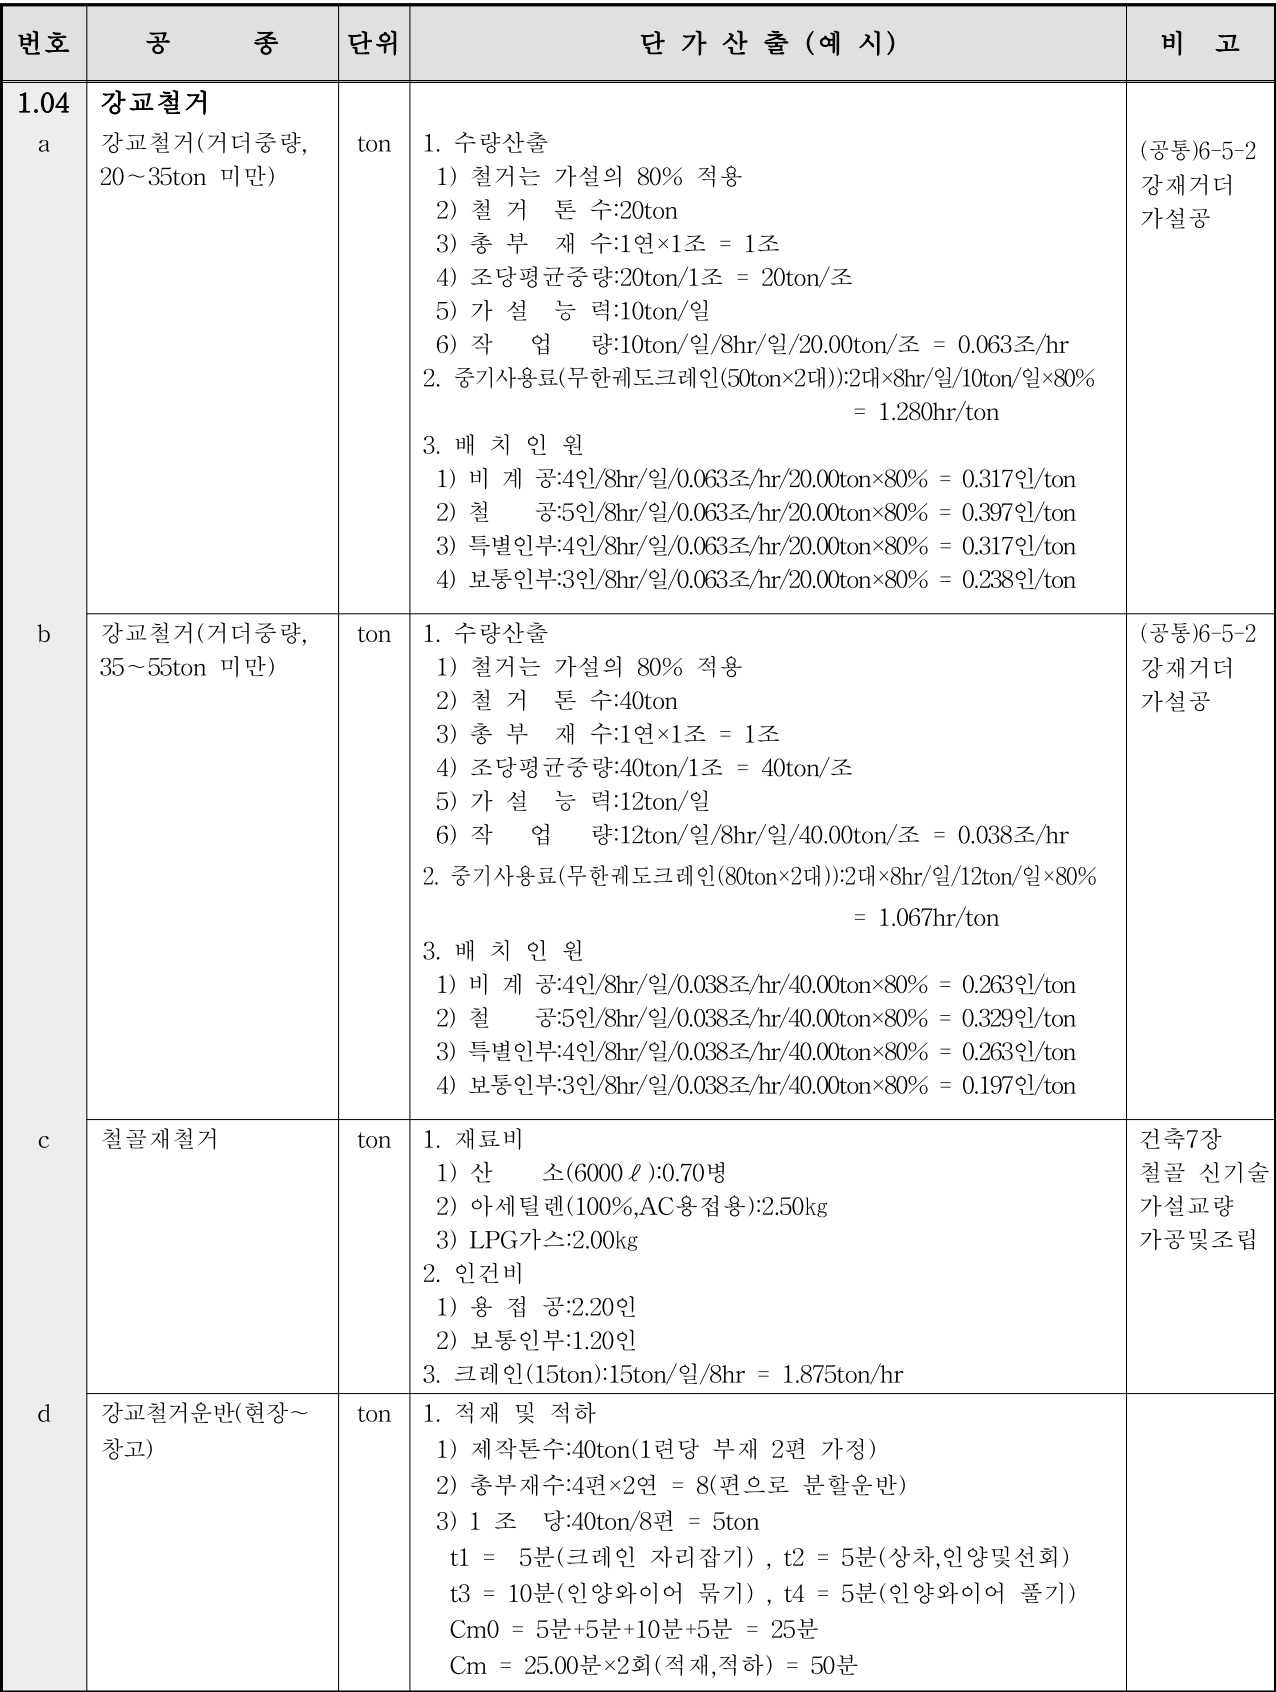 번호 공 종 단위 단 가 산 출 (예 시) 비 고
1.04 강교철거
a 강교철거(거더중량, ton 1. 수량산출 (공통)6-5-2
20~35ton 미만) 1) 철거는 가설의 80% 적용 강재거더
2) 철 거 톤 수:20ton 가설공
3) 총 부 재 수:1연×1조 = 1조
4) 조당평균중량:20ton/1조 = 20ton/조
5) 가 설 능 력:10ton/일
6) 작 업 량:10ton/일/8hr/일/20.00ton/조 = 0.063조/hr
2. 중기사용료(무한궤도크레인(50ton×2대)):2대×8hr/일/10ton/일×80%
= 1.280hr/ton
3. 배 치 인 원
1) 비 계 공:4인/8hr/일/0.063조/hr/20.00ton×80% = 0.317인/ton
2) 철 공:5인/8hr/일/0.063조/hr/20.00ton×80% = 0.397인/ton
3) 특별인부:4인/8hr/일/0.063조/hr/20.00ton×80% = 0.317인/ton
4) 보통인부:3인/8hr/일/0.063조/hr/20.00ton×80% = 0.238인/ton
b 강교철거(거더중량, ton 1. 수량산출 (공통)6-5-2
35~55ton 미만) 1) 철거는 가설의 80% 적용 강재거더
2) 철 거 톤 수:40ton 가설공
3) 총 부 재 수:1연×1조 = 1조
4) 조당평균중량:40ton/1조 = 40ton/조
5) 가 설 능 력:12ton/일
6) 작 업 량:12ton/일/8hr/일/40.00ton/조 = 0.038조/hr
2. 중기사용료(무한궤도크레인(80ton×2대)):2대×8hr/일/12ton/일×80%
= 1.067hr/ton
3. 배 치 인 원
1) 비 계 공:4인/8hr/일/0.038조/hr/40.00ton×80% = 0.263인/ton
2) 철 공:5인/8hr/일/0.038조/hr/40.00ton×80% = 0.329인/ton
3) 특별인부:4인/8hr/일/0.038조/hr/40.00ton×80% = 0.263인/ton
4) 보통인부:3인/8hr/일/0.038조/hr/40.00ton×80% = 0.197인/ton
c 철골재철거 ton 1. 재료비 건축7장
1) 산 소(6000ℓ):0.70병 철골 신기술
2) 아세틸렌(100%,AC용접용):2.50kg 가설교량
3) LPG가스:2.00kg 가공및조립
2. 인건비
1) 용 접 공:2.20인
2) 보통인부:1.20인
3. 크레인(15ton):15ton/일/8hr = 1.875ton/hr
d 강교철거운반(현장~ ton 1. 적재 및 적하
창고) 1) 제작톤수:40ton(1련당 부재 2편 가정)
2) 총부재수:4편×2연 = 8(편으로 분할운반)
3) 1 조 당:40ton/8편 = 5ton
t1 = 5분(크레인 자리잡기) , t2 = 5분(상차,인양및선회)
t3 = 10분(인양와이어 묶기) , t4 = 5분(인양와이어 풀기)
Cm0 = 5분+5분+10분+5분 = 25분
Cm = 25.00분×2회(적재,적하) = 50분